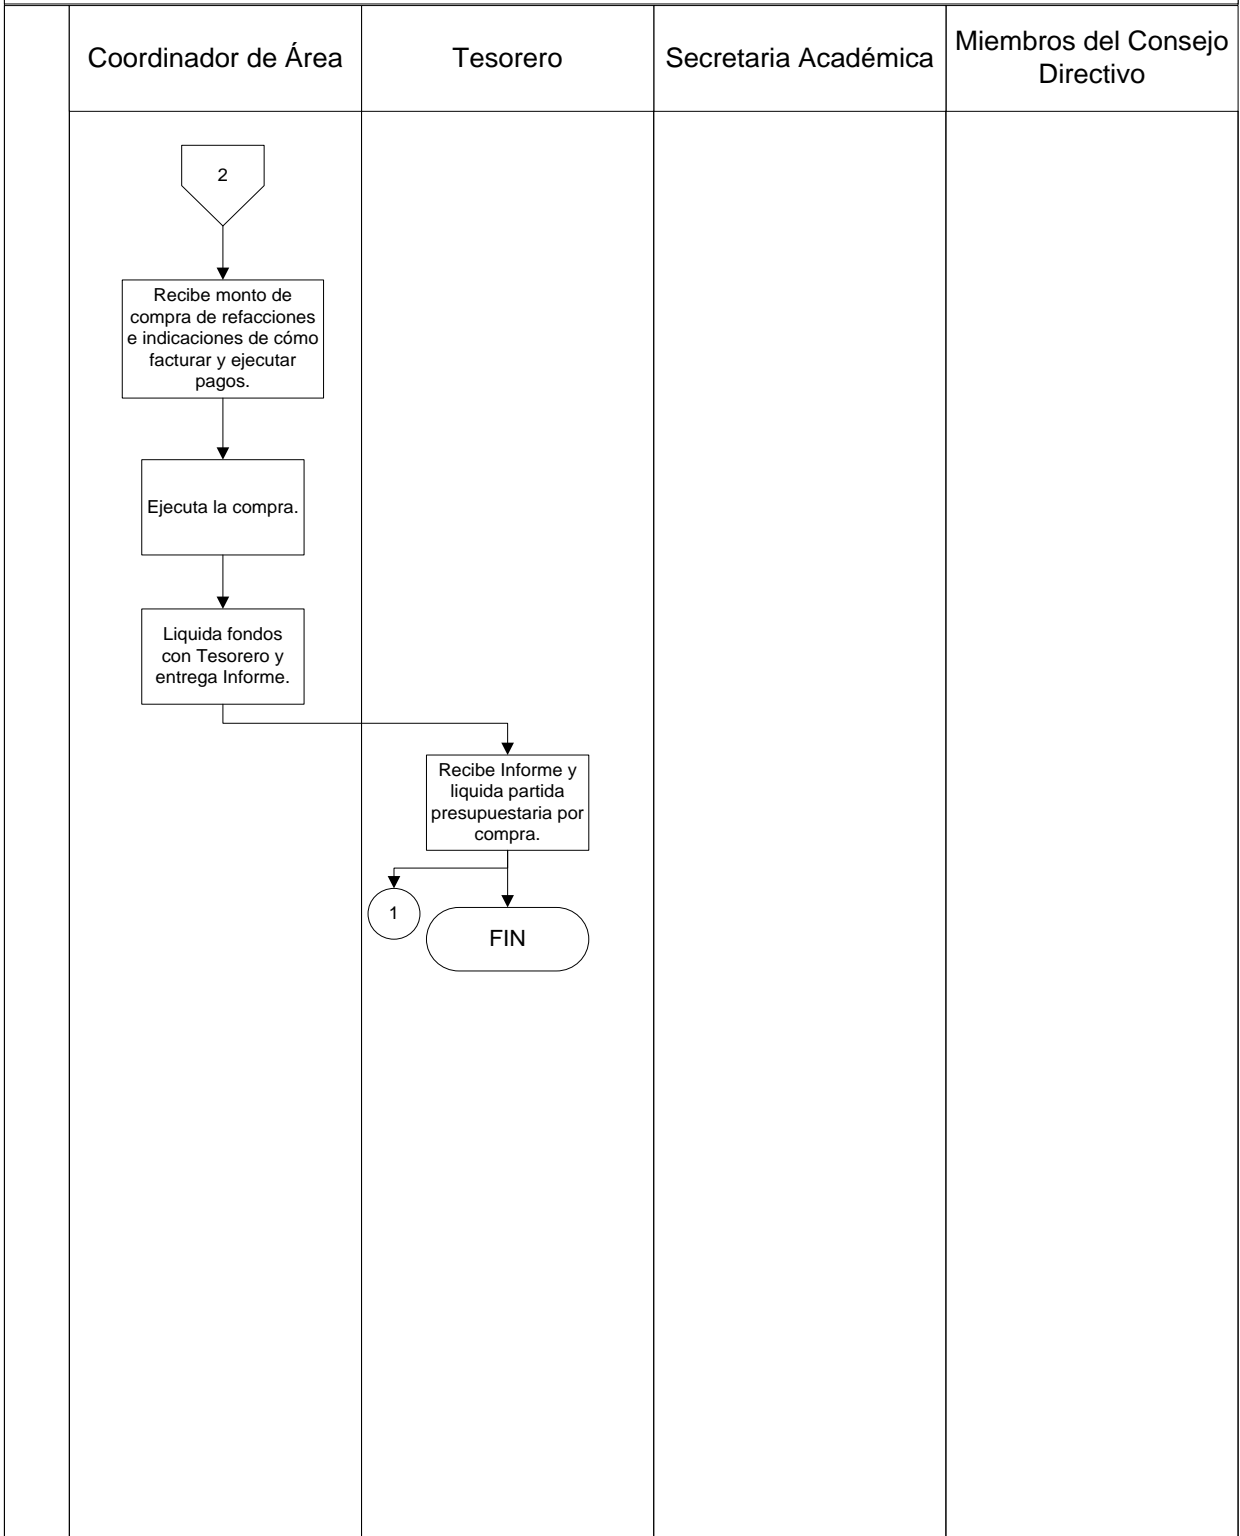 Coordinador de Área
Tesorero
Secretaria Académica
Miembros del Consejo
Directivo
2
Recibe monto de
compra de refacciones
e indicaciones de cómo
facturar y ejecutar
pagos.
Ejecuta la compra.
Liquida fondos
con Tesorero y
entrega Informe.
Recibe Informe y
liquida partida
presupuestaria por
compra.
1
FIN